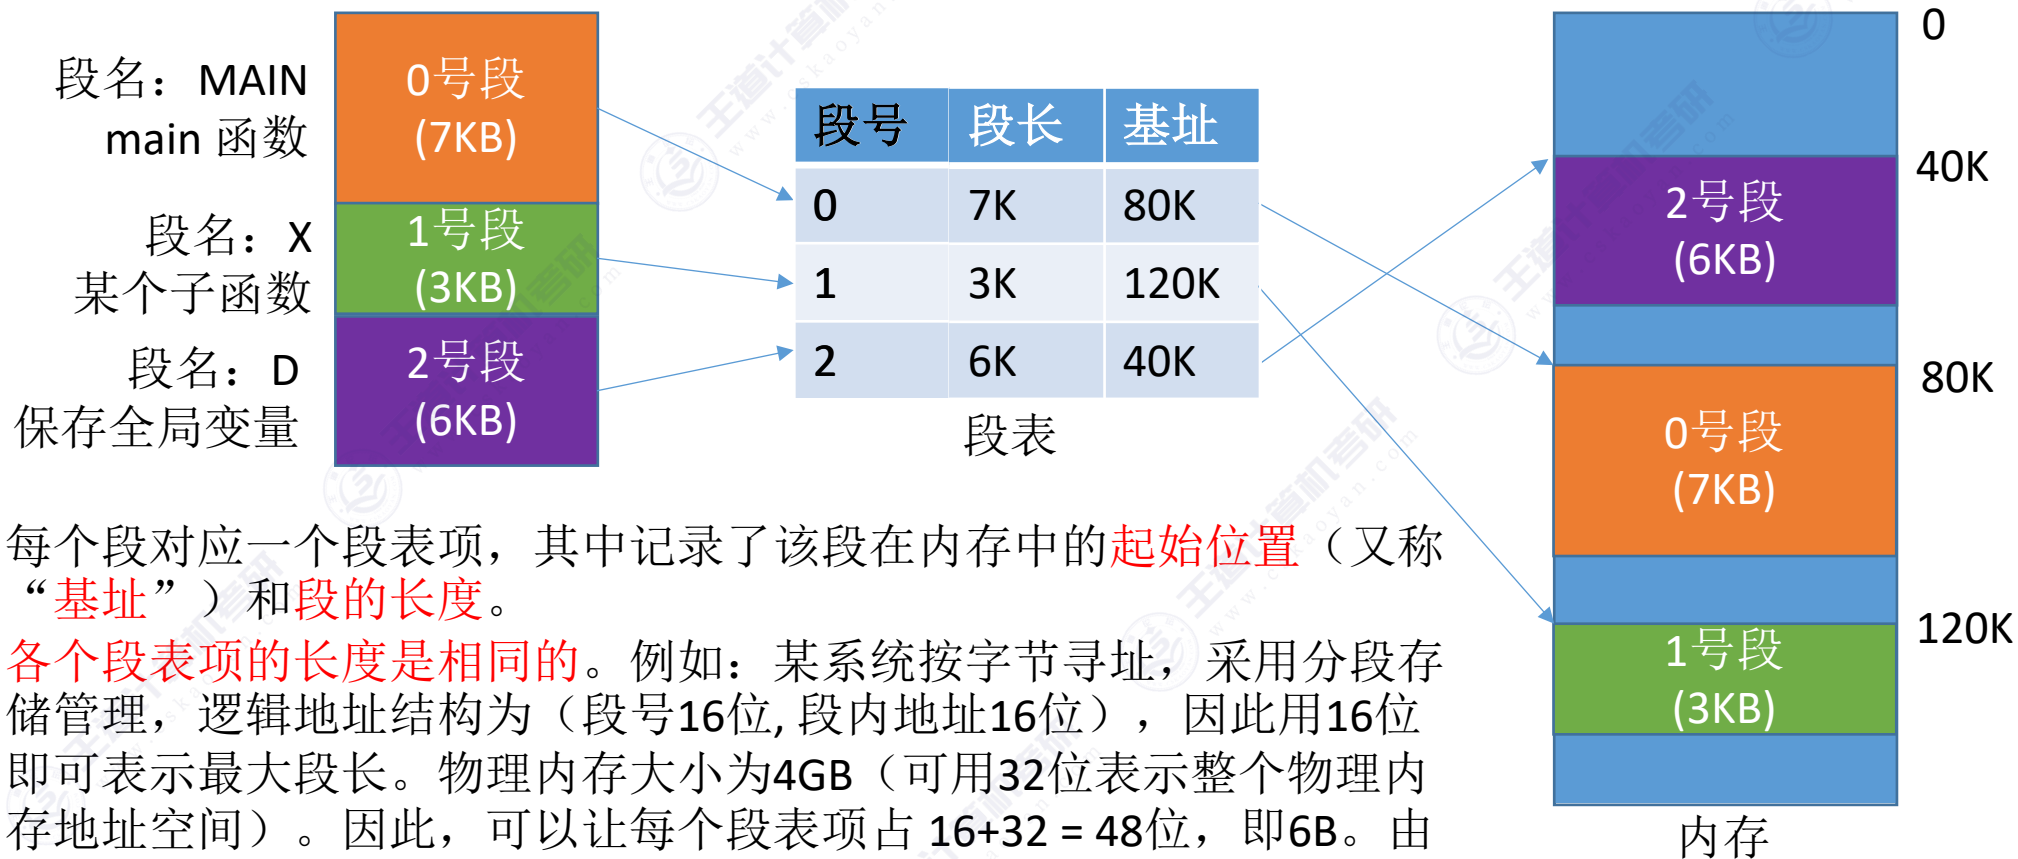 段名：MAIN
main 函数
段名：X
某个子函数
段名：D
保存全局变量
0号段
(7KB)
1号段
(3KB)
2号段
(6KB)
段号 段长 基址
0 7K 80K
1 3K 120K
2 6K 40K
段表
0
40K
80K
120K
2号段
(6KB)
0号段
(7KB)
1号段
(3KB)
内存
每个段对应一个段表项，其中记录了该段在内存中的起始位置（又称
“基址”）和段的长度。
各个段表项的长度是相同的。例如：某系统按字节寻址，采用分段存
储管理，逻辑地址结构为（段号16位, 段内地址16位），因此用16位
即可表示最大段长。物理内存大小为4GB（可用32位表示整个物理内
存地址空间）。因此，可以让每个段表项占 16+32 = 48位，即6B。由
王道计算机考研
www.cskaoyan.com